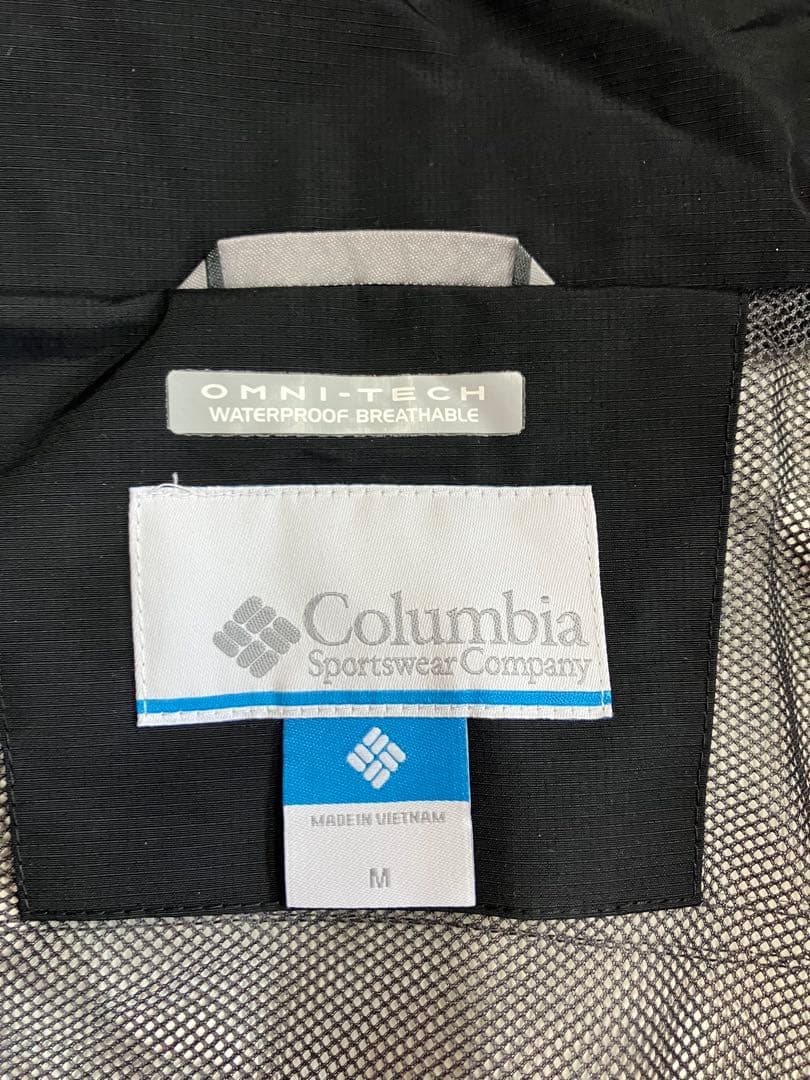 OMNI-TECH
WATERPROOF BREATHABLE
Columbia
Sportswear Company
MADE IN VIETNAM
M